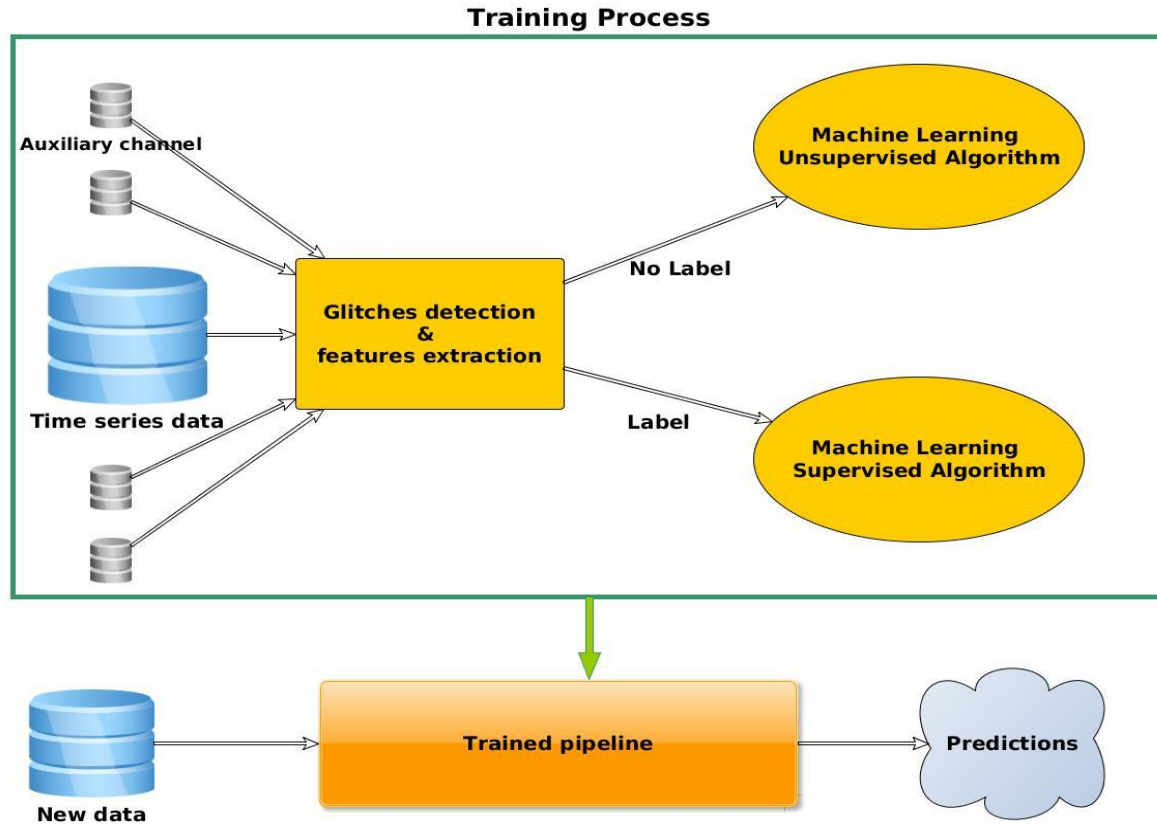 Training Process
Auxiliary channel
Machine Learning
Unsupervised Algorithm
No Label
Glitches detection
&
features extraction
Time series data
Label
Machine Learning
Supervised Algorithm
Trained pipeline
Predictions
New data